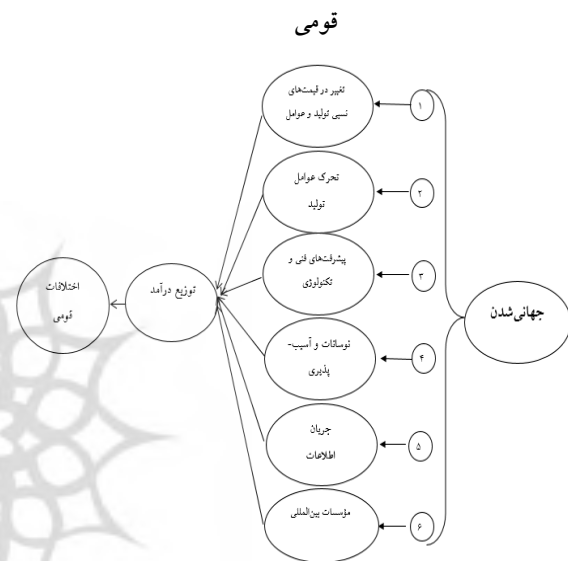 قومی
جهانی‌شدن
۱
تغییر در قیمت‌های
نسبی تولید و عوامل
۲
تحرک عوامل
تولید
۳
پیشرفت‌های فنی و
تکنولوژی
۴
نوسانات و آسیب-
پذیری
۵
جریان
اطلاعات
۶
مؤسسات بین‌المللی
توزیع درآمد
اختلافات
قومی